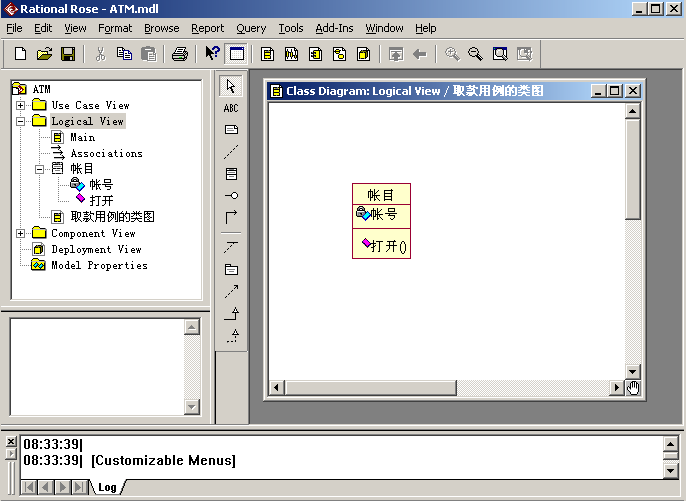 Rational Rose - ATM.mdl
File Edit View Format Browse Report Query Tools Add-Ins Window Help
ATM
Use Case View
Logical View
Main
Associations
帐目
帐号
打开
取款用例的类图
Component View
Deployment View
Model Properties
ABC
Class Diagram: Logical View / 取款用例的类图
帐目
帐号
打开()
08:33:39|
08:33:39| [Customizable Menus]
Log